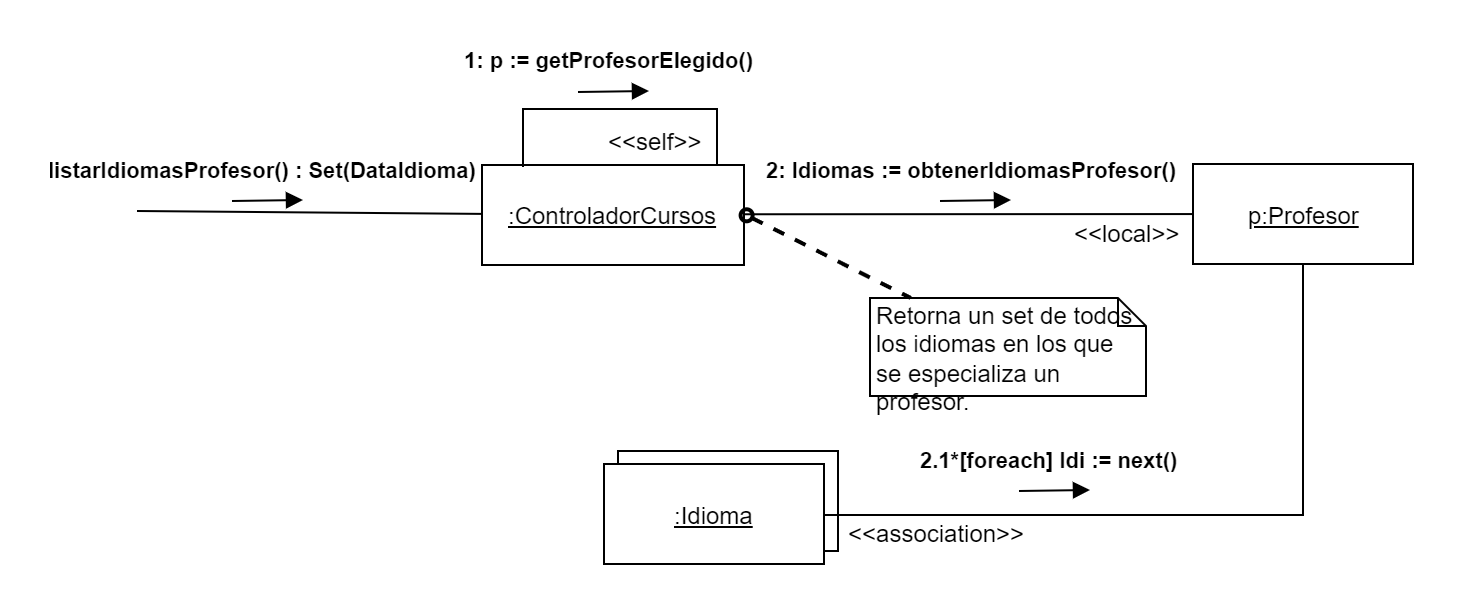 1: p := getProfesorElegido()
<<self>>
listarIdiomasProfesor() : Set(DataIdioma)
2: Idiomas := obtenerIdiomasProfesor()
:ControladorCursos
p:Profesor
<<local>>
Retorna un set de todos
los idiomas en los que
se especializa un
profesor.
2.1*[foreach] Idi := next()
:Idioma
<<association>>